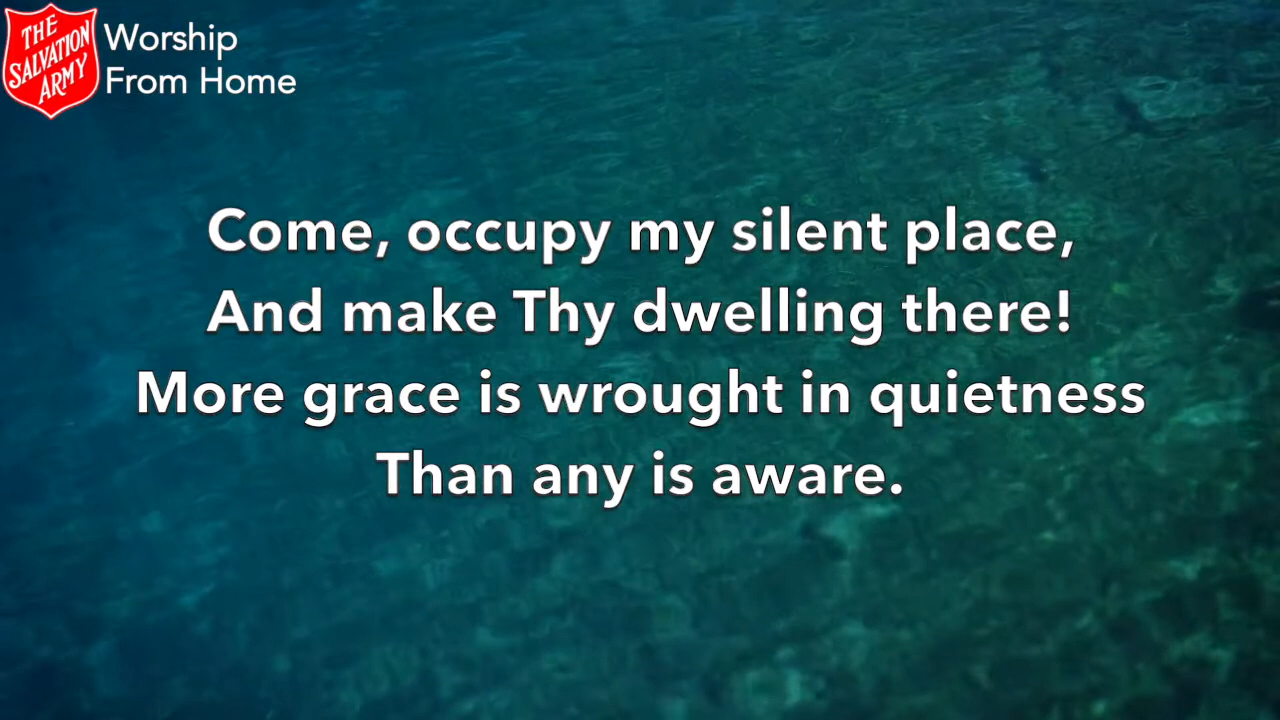 THE
SALVATION
ARMY
Worship
From Home
Come, occupy my silent place,
And make Thy dwelling there!
More grace is wrought in quietness
Than any is aware.